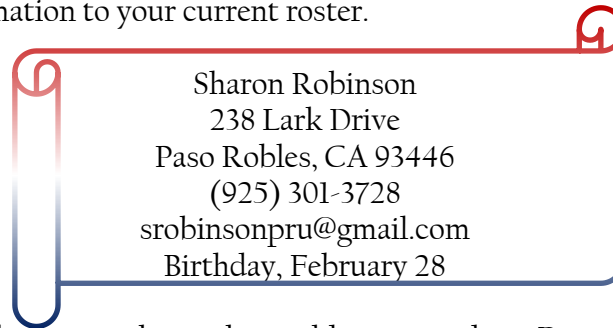 mation to your current roster.
Sharon Robinson
238 Lark Drive
Paso Robles, CA 93446
(925) 301-3728
srobinsonpru@gmail.com
Birthday, February 28